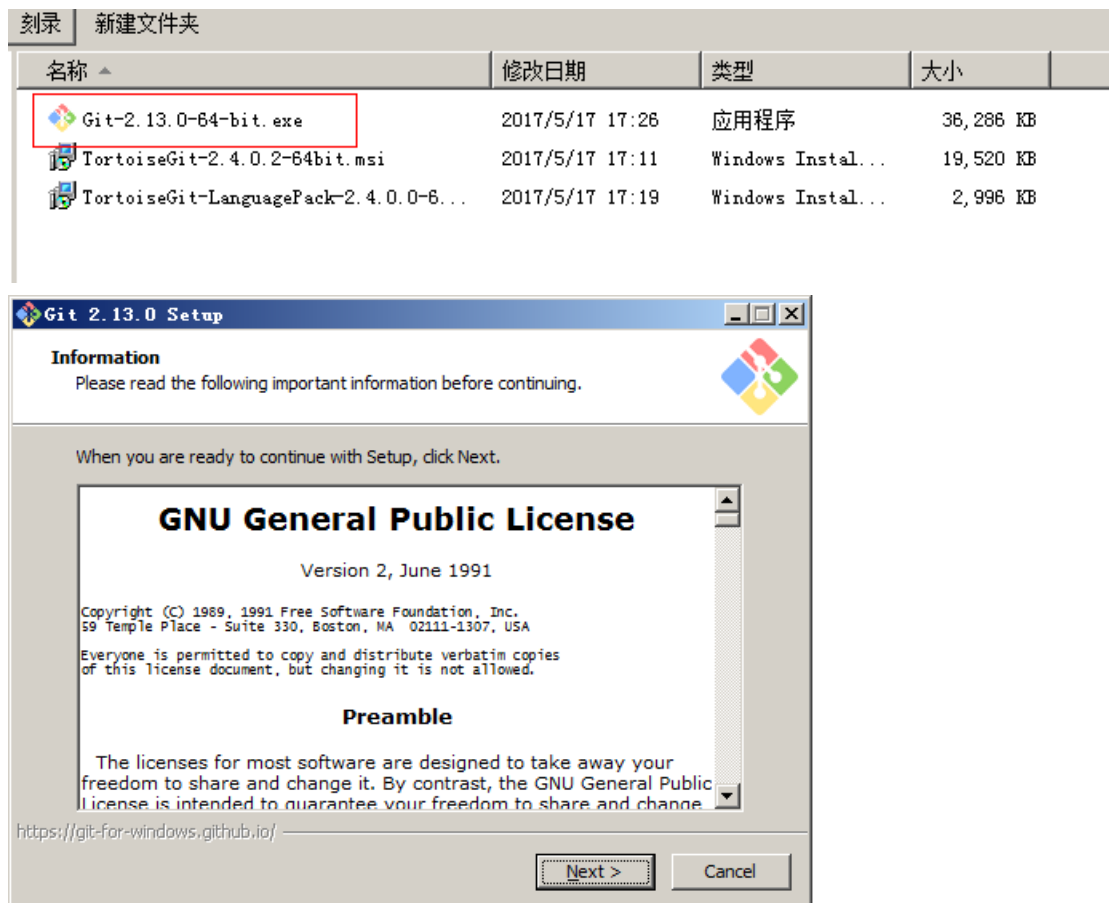 刻录 新建文件夹
名称 修改日期 类型 大小
Git-2.13.0-64-bit.exe 2017/5/17 17:26 应用程序 36,286 KB
TortoiseGit-2.4.0.2-64bit.msi 2017/5/17 17:11 Windows Instal... 19,520 KB
TortoiseGit-LanguagePack-2.4.0.0-6... 2017/5/17 17:19 Windows Instal... 2,996 KB
Git 2.13.0 Setup
Information
Please read the following important information before continuing.
When you are ready to continue with Setup, click Next.
GNU General Public License
Version 2, June 1991
Copyright (C) 1989, 1991 Free Software Foundation, Inc.
59 Temple Place - Suite 330, Boston, MA 02111-1307, USA
Everyone is permitted to copy and distribute verbatim copies
of this license document, but changing it is not allowed.
Preamble
The licenses for most software are designed to take away your
freedom to share and change it. By contrast, the GNU General Public
License is intended to guarantee your freedom to share and change
https://git-for-windows.github.io/
Next > Cancel